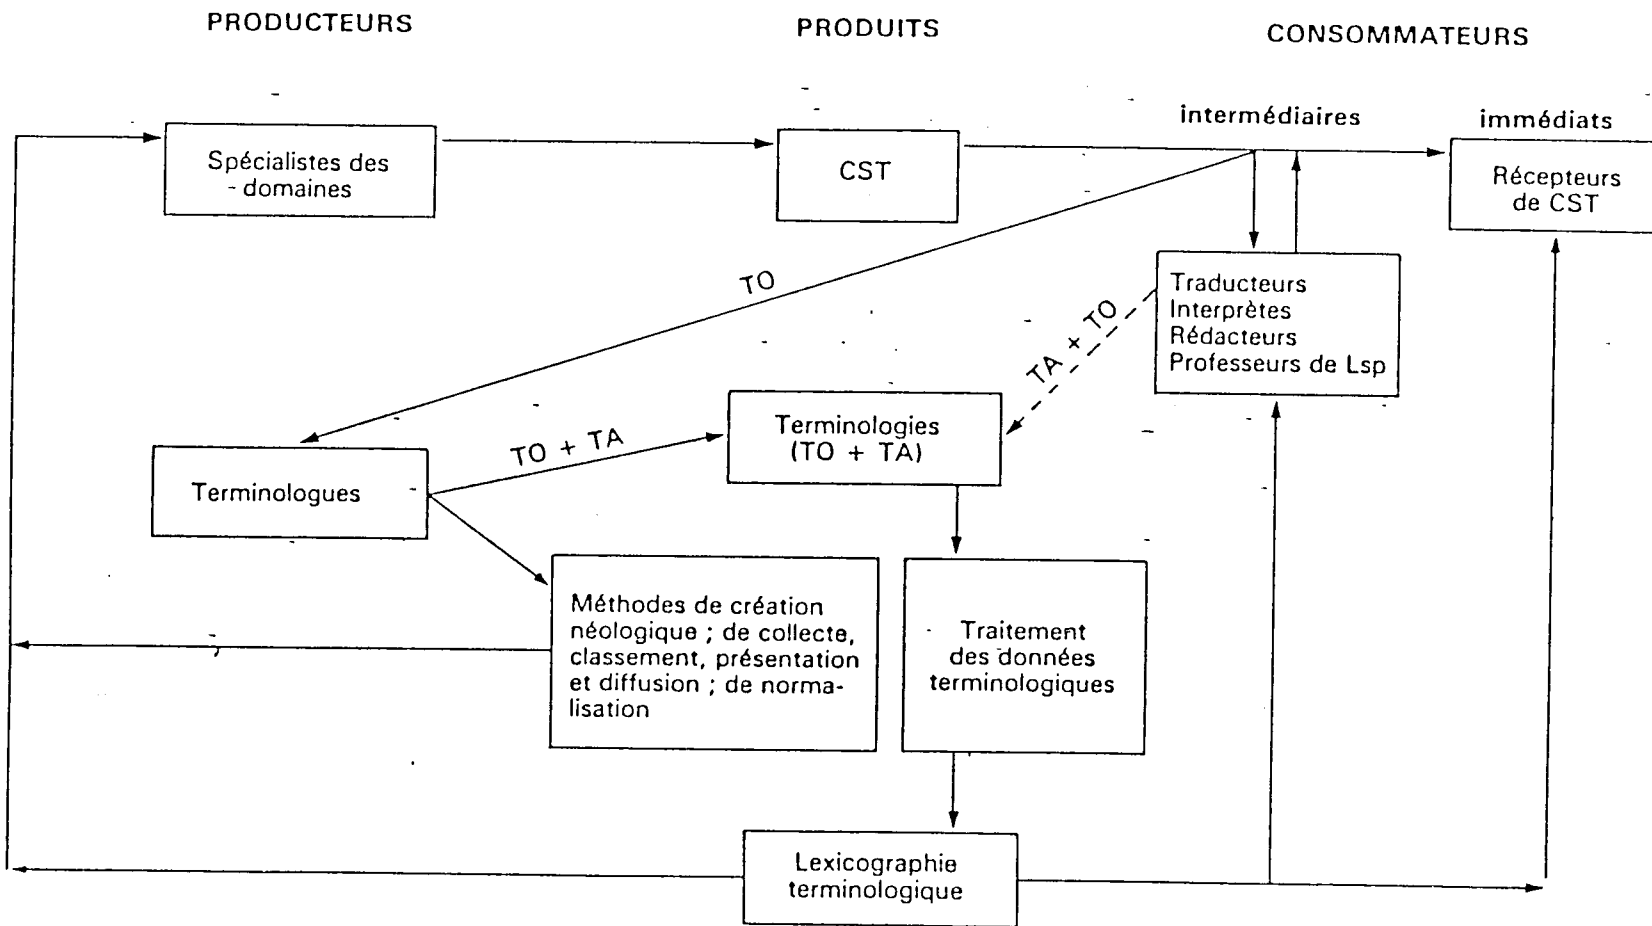 PRODUCTEURS
PRODUITS
CONSOMMATEURS
intermédiaires
immédiats
Spécialistes des
domaines
CST
Récepteurs
de CST
TO
Traducteurs
Interprètes
Rédacteurs
Professeurs de Lsp
TA + TO
Terminologies
(TO + TA)
TO + TA
Terminologues
Méthodes de création
néologique ; de collecte,
classement, présentation
et diffusion ; de norma-
lisation
Traitement
des données
terminologiques
Lexicographie
terminologique